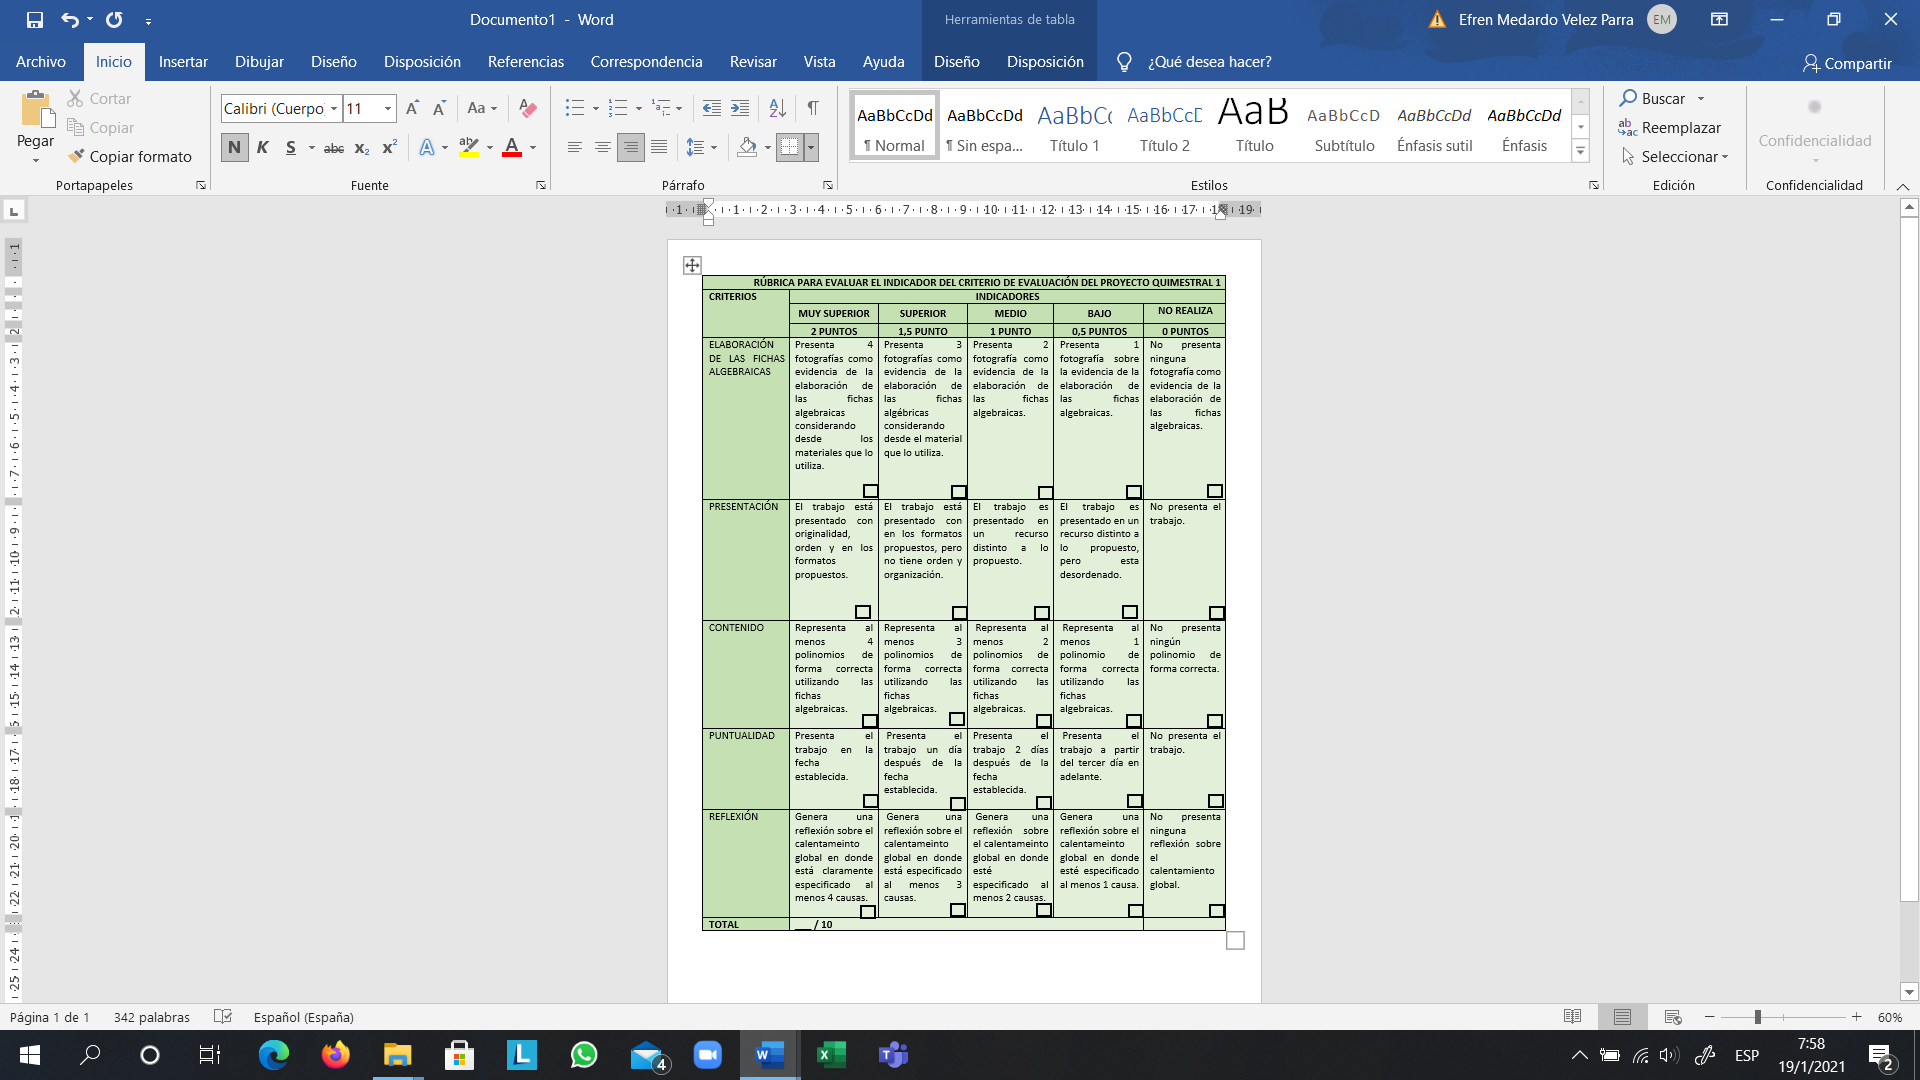 Documento1 - Word
Herramientas de tabla
Efren Medardo Velez Parra
EM
Archivo Inicio Insertar Dibujar Diseño Disposición Referencias Correspondencia Revisar Vista Ayuda Diseño Disposición ¿Qué desea hacer? Compartir
Pegar
Cortar
Copiar
Copiar formato
Portapapeles
Calibri (Cuerpo 11 Aa
N K S abc x₂ x² A ab A
Fuente
Párrafo
AaBbCcDd AaBbCcDd AaBbCc AaBbCcD AaB AaBbCcD AaBbCcDd AaBbCcDd
¶ Normal ¶ Sin espa... Título 1 Título 2 Título Subtítulo Énfasis sutil Énfasis
Estilos
Buscar
Reemplazar
Seleccionar
Edición
Confidencialidad
Confidencialidad
RÚBRICA PARA EVALUAR EL INDICADOR DEL CRITERIO DE EVALUACIÓN DEL PROYECTO QUIMESTRAL 1
CRITERIOS
INDICADORES
MUY SUPERIOR SUPERIOR MEDIO BAJO NO REALIZA
2 PUNTOS 1,5 PUNTO 1 PUNTO 0,5 PUNTOS 0 PUNTOS
ELABORACIÓN
DE LAS FICHAS
ALGEBRAICAS
Presenta 4
fotografías como
evidencia de la
elaboración de
las fichas
algebraicas
considerando
desde los
materiales que lo
utiliza.
Presenta 3
fotografías como
evidencia de la
elaboración de
las fichas
algébricas
considerando
desde el material
que lo utiliza.
Presenta 2
fotografía como
evidencia de la
elaboración de
las fichas
algebraicas.
Presenta 1
fotografía sobre
la evidencia de la
elaboración de
las fichas
algebraicas.
No presenta
ninguna
fotografía como
evidencia de la
elaboración de
las fichas
algebraicas.
PRESENTACIÓN
El trabajo está
presentado con
originalidad,
orden y en los
formatos
propuestos.
El trabajo está
presentado con
en los formatos
propuestos, pero
no tiene orden y
organización.
El trabajo es
presentado en
un recurso
distinto a lo
propuesto.
El trabajo es
presentado en un
recurso distinto a
lo propuesto,
pero esta
desordenado.
No presenta el
trabajo.
CONTENIDO
Representa al
menos 4
polinomios de
forma correcta
utilizando las
fichas
algebraicas.
Representa al
menos 3
polinomios de
forma correcta
utilizando las
fichas
algebraicas.
Representa al
menos 2
polinomios de
forma correcta
utilizando las
fichas
algebraicas.
Representa al
menos 1
polinomio de
forma correcta
utilizando las
fichas
algebraicas.
No presenta
ningún
polinomio de
forma correcta.
PUNTUALIDAD
Presenta el
trabajo en la
fecha
establecida.
Presenta el
trabajo un día
después de la
fecha
establecida.
Presenta el
trabajo 2 días
después de la
fecha
establecida.
Presenta el
trabajo a partir
del tercer día en
adelante.
No presenta el
trabajo.
REFLEXIÓN
Genera una
reflexión sobre el
calentameinto
global en donde
está claramente
especificado al
menos 4 causas.
Genera una
reflexión sobre el
calentameinto
global en donde
está especificado
al menos 3
causas.
Genera una
reflexión sobre
el calentameinto
global en donde
esté
especificado al
menos 2 causas.
Genera una
reflexión sobre el
calentameinto
global en donde
esté especificado
al menos 1 causa.
No presenta
ninguna
reflexión sobre
el
calentamiento
global.
TOTAL ___ / 10
Página 1 de 1 342 palabras Español (España) 60%
4
ESP
7:58
19/1/2021
2